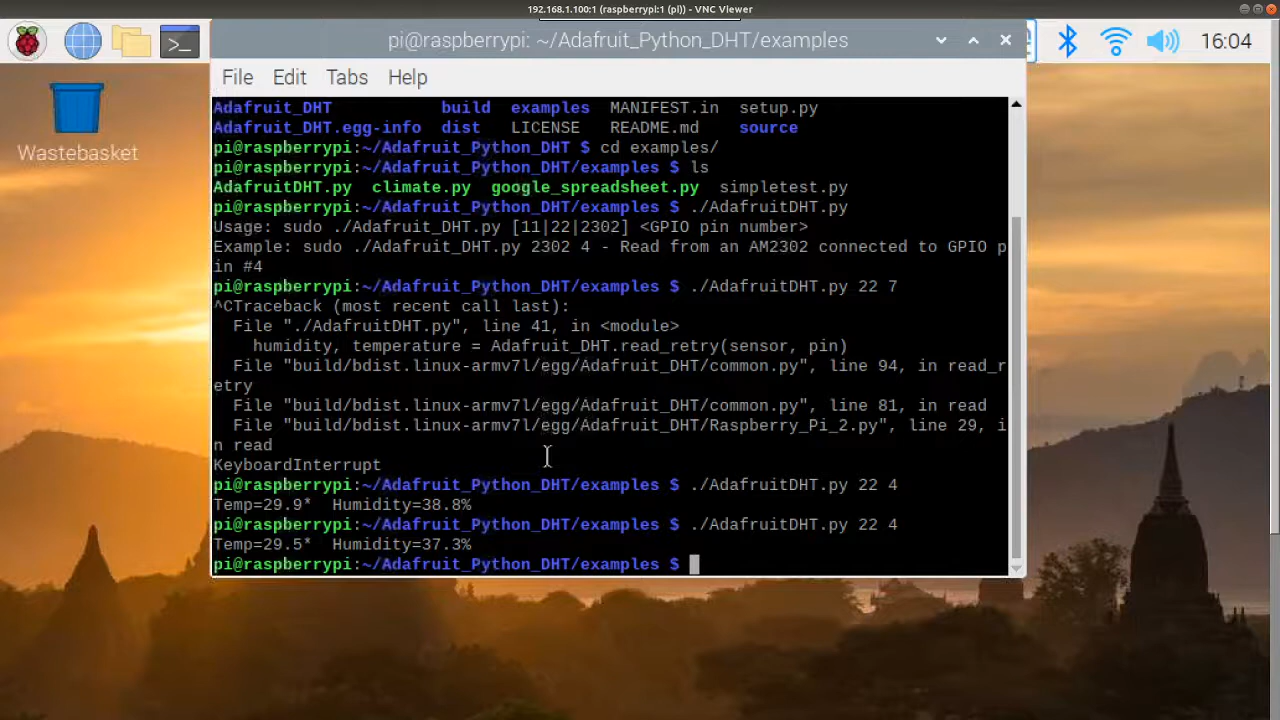 192.168.1.100:1 (raspberrypi:1 (pi)) - VNC Viewer
pi@raspberrypi: ~/Adafruit_Python_DHT/examples
16:04
File Edit Tabs Help
Wastebasket
Adafruit_DHT build examples MANIFEST.in setup.py
Adafruit_DHT.egg-info dist LICENSE README.md source
pi@raspberrypi:~/Adafruit_Python_DHT $ cd examples/
pi@raspberrypi:~/Adafruit_Python_DHT/examples $ ls
AdafruitDHT.py climate.py google_spreadsheet.py simpletest.py
pi@raspberrypi:~/Adafruit_Python_DHT/examples $ ./AdafruitDHT.py
Usage: sudo ./Adafruit_DHT.py [11|22|2302] <GPIO pin number>
Example: sudo ./Adafruit_DHT.py 2302 4 - Read from an AM2302 connected to GPIO p
in #4
pi@raspberrypi:~/Adafruit_Python_DHT/examples $ ./AdafruitDHT.py 22 7
^CTraceback (most recent call last):
File "./AdafruitDHT.py", line 41, in <module>
humidity, temperature = Adafruit_DHT.read_retry(sensor, pin)
File "build/bdist.linux-armv7l/egg/Adafruit_DHT/common.py", line 94, in read_r
etry
File "build/bdist.linux-armv7l/egg/Adafruit_DHT/common.py", line 81, in read
File "build/bdist.linux-armv7l/egg/Adafruit_DHT/Raspberry_Pi_2.py", line 29, i
n read
KeyboardInterrupt
pi@raspberrypi:~/Adafruit_Python_DHT/examples $ ./AdafruitDHT.py 22 4
Temp=29.9* Humidity=38.8%
pi@raspberrypi:~/Adafruit_Python_DHT/examples $ ./AdafruitDHT.py 22 4
Temp=29.5* Humidity=37.3%
pi@raspberrypi:~/Adafruit_Python_DHT/examples $